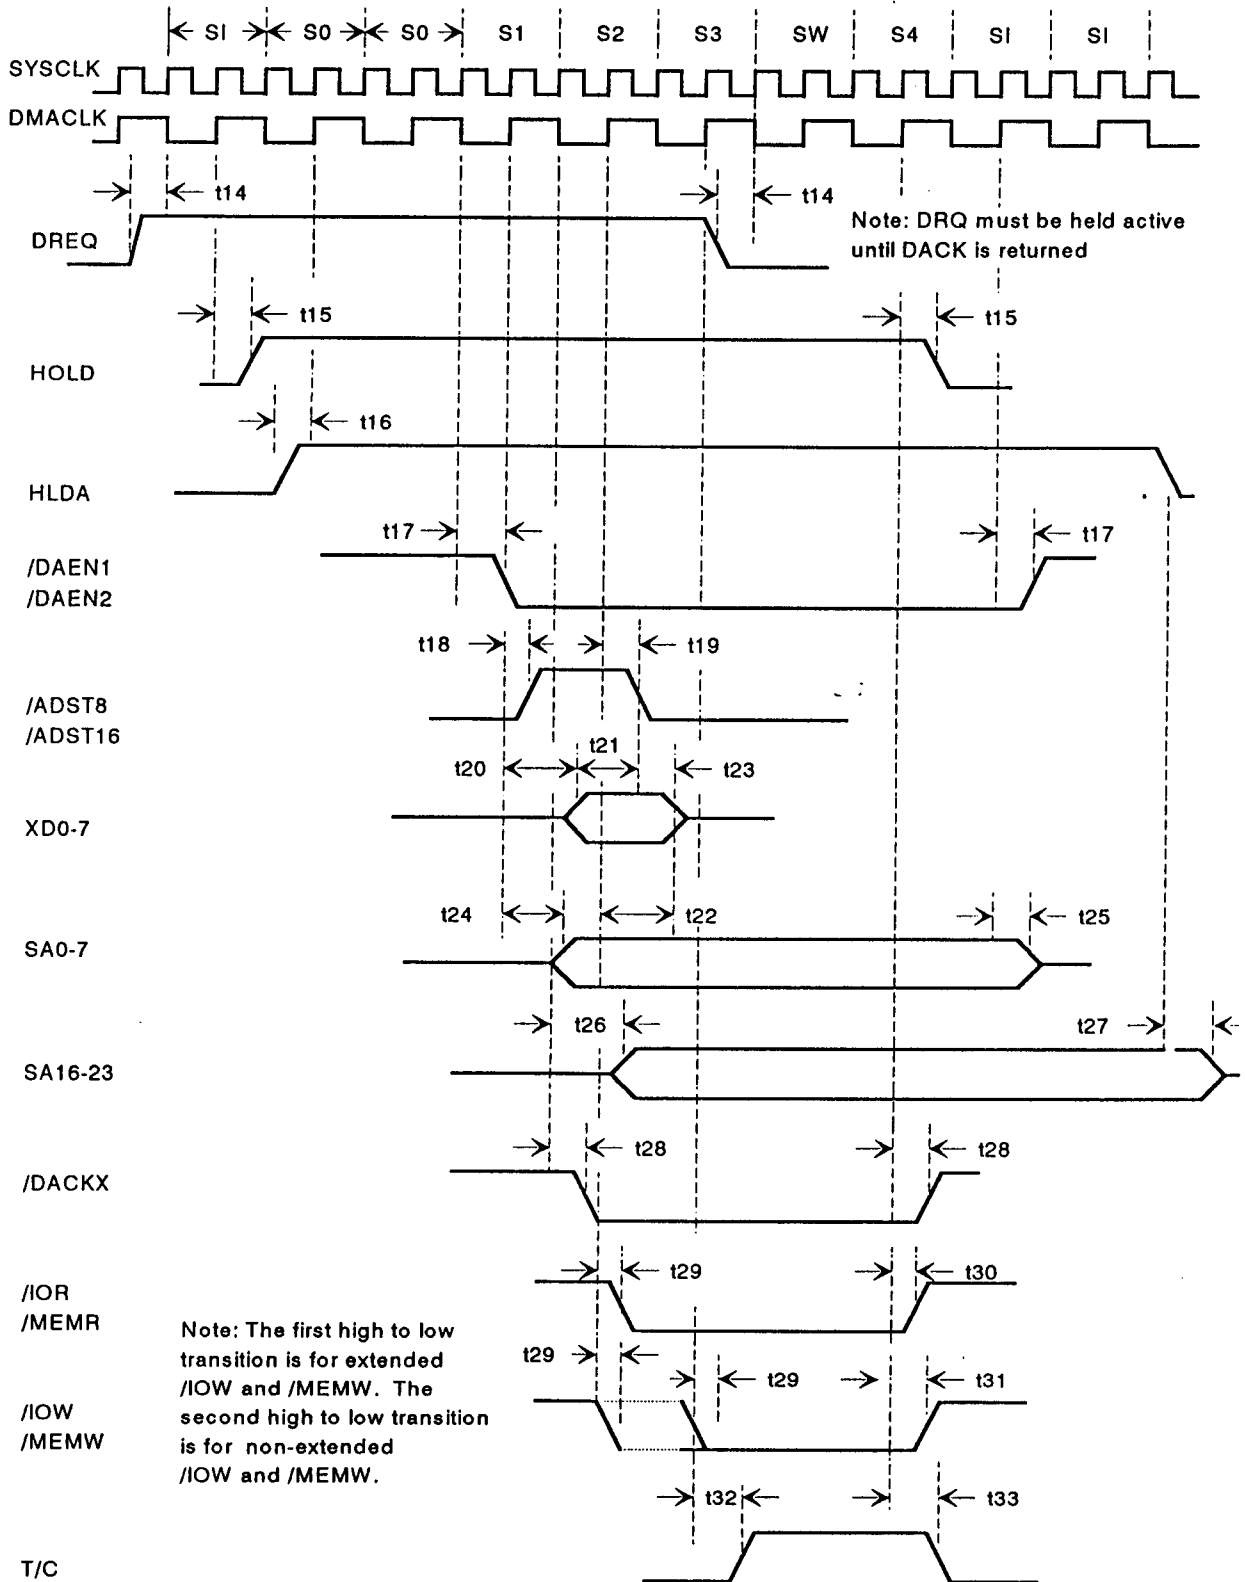 SI S0 S0 S1 S2 S3 SW S4 SI SI
SYSCLK
DMACLK
t14 t14
DREQ
Note: DRQ must be held active
until DACK is returned
t15 t15
HOLD
t16
HLDA
t17 t17
/DAEN1
/DAEN2
t18 t19
/ADST8
/ADST16
t21
t20 t23
XD0-7
t24 t22 t25
SA0-7
t26 t27
SA16-23
t28 t28
/DACKX
t29 t30
/IOR
/MEMR
Note: The first high to low
transition is for extended
/IOW and /MEMW. The
second high to low transition
is for non-extended
/IOW and /MEMW.
t29
t29 t31
/IOW
/MEMW
t32 t33
T/C